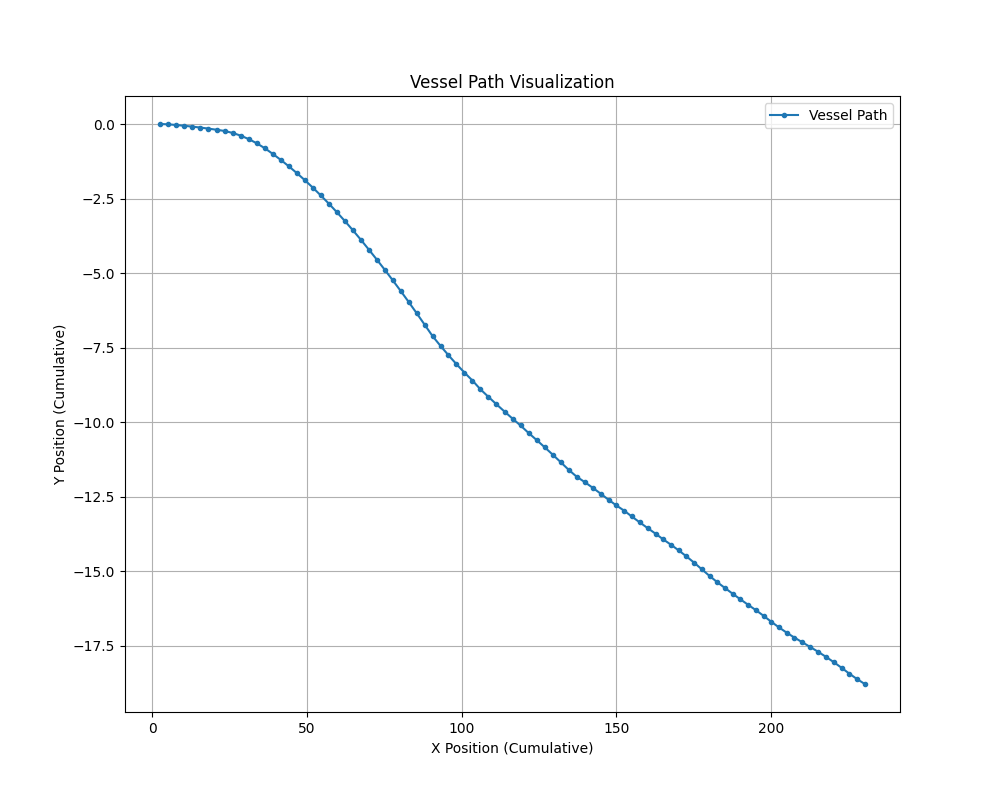 Vessel Path Visualization
Vessel Path
Y Position (Cumulative)
0.0
−2.5
−5.0
−7.5
−10.0
−12.5
−15.0
−17.5
0 50 100 150 200
X Position (Cumulative)